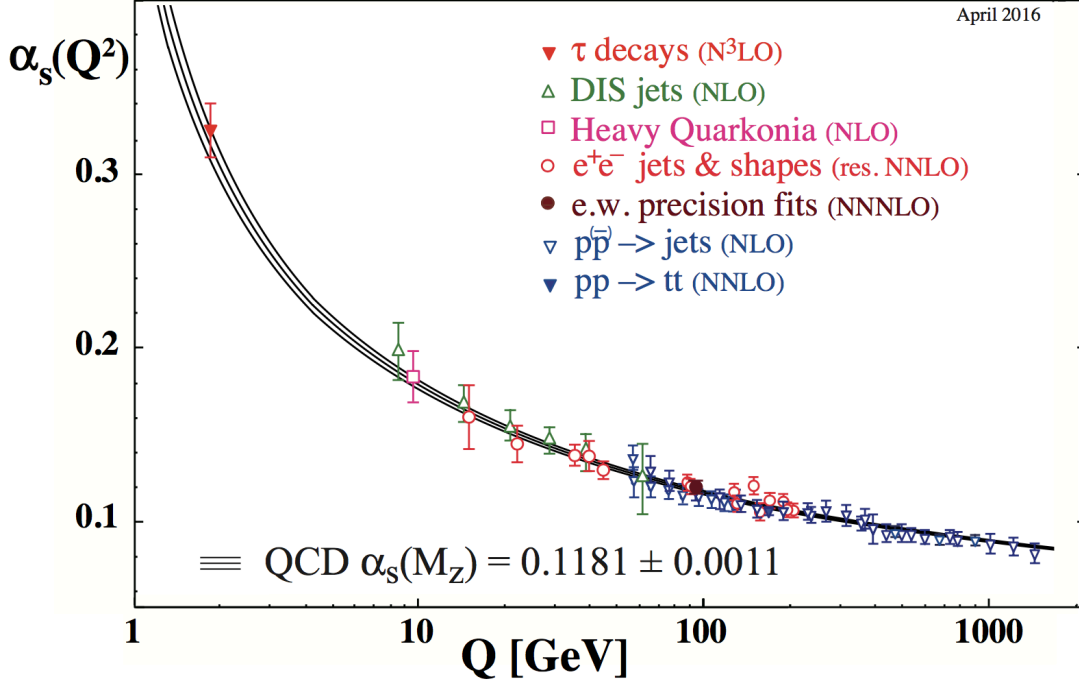 April 2016
αs(Q²)
τ decays (N³LO)
DIS jets (NLO)
Heavy Quarkonia (NLO)
e⁺e⁻ jets & shapes (res. NNLO)
e.w. precision fits (NNNLO)
pp(–) –> jets (NLO)
pp –> tt (NNLO)
0.3
0.2
0.1
QCD αs(Mz) = 0.1181 ± 0.0011
1 10 100 1000
Q [GeV]